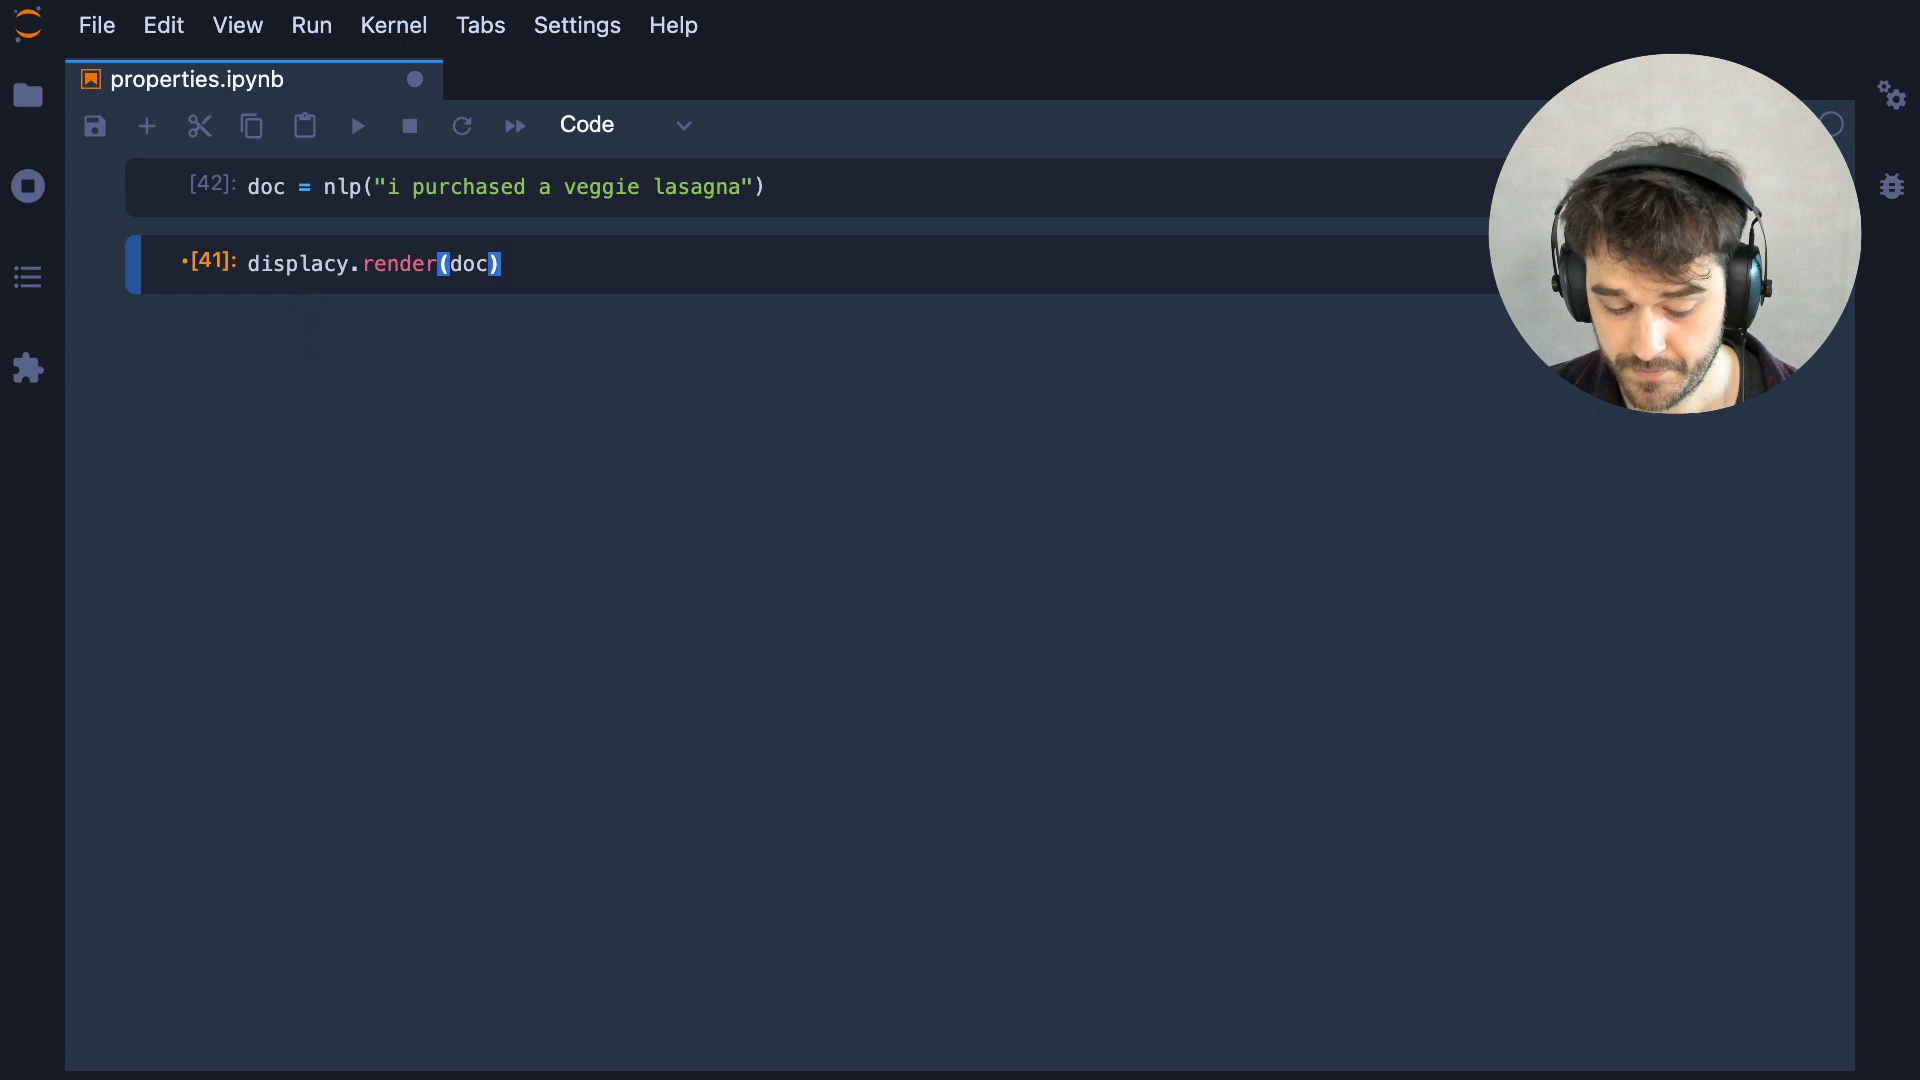 File Edit View Run Kernel Tabs Settings Help
properties.ipynb
Code
[42]: doc = nlp("i purchased a veggie lasagna")
•[41]: displacy.render(doc)